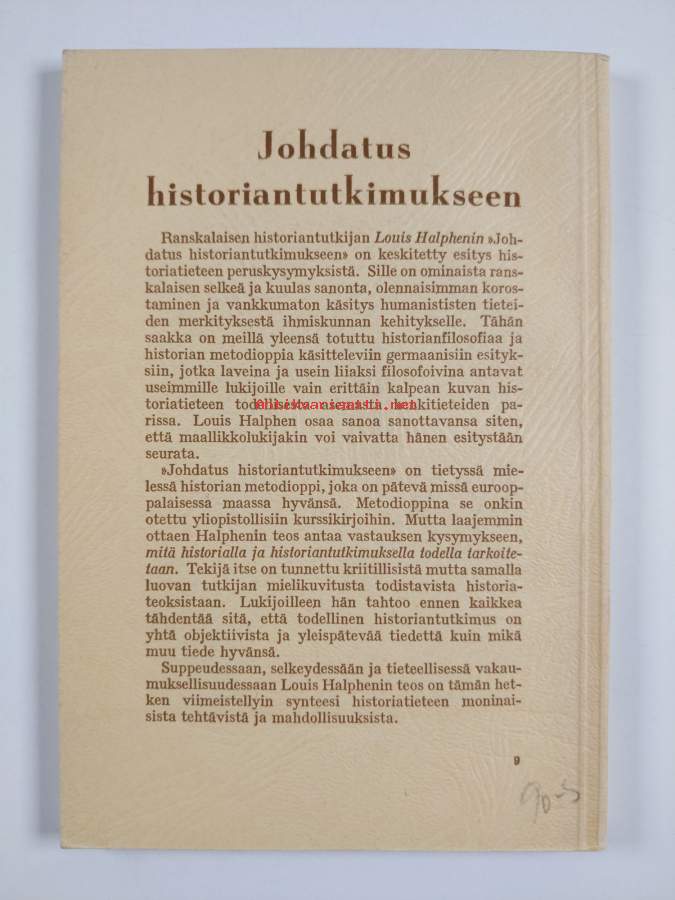 Johdatus
historiantutkimukseen
Ranskalaisen historiantutkijan Louis Halphenin »Joh-
datus historiantutkimukseen» on keskitetty esitys his-
toriatieteen peruskysymyksistä. Sille on ominaista rans-
kalaisen selkeä ja kuulas sanonta, olennaisimman koros-
taminen ja vankkumaton käsitys humanististen tietei-
den merkityksestä ihmiskunnan kehitykselle. Tähän
saakka on meillä yleensä totuttu historianfilosofiaa ja
historian metodioppia käsitteleviin germaanisiin esityk-
siin, jotka laveina ja usein liiaksi filosofoivina antavat
useimmille lukijoille vain erittäin kalpean kuvan his-
toriatieteen todellisesta asemasta henkitieteiden pa-
rissa. Louis Halphen osaa sanoa sanottavansa siten,
että maallikkolukijakin voi vaivatta hänen esitystään
seurata.
»Johdatus historiantutkimukseen» on tietyssä mie-
lessä historian metodioppi, joka on pätevä missä euroop-
palaisessa maassa hyvänsä. Metodioppina se onkin
otettu yliopistollisiin kurssikirjoihin. Mutta laajemmin
ottaen Halphenin teos antaa vastauksen kysymykseen,
mitä historialla ja historiantutkimuksella todella tarkoite-
taan. Tekijä itse on tunnettu kriitillisistä mutta samalla
luovan tutkijan mielikuvitusta todistavista historia-
teoksistaan. Lukijoilleen hän tahtoo ennen kaikkea
tähdentää sitä, että todellinen historiantutkimus on
yhtä objektiivista ja yleispätevää tiedettä kuin mikä
muu tiede hyvänsä.
Suppeudessaan, selkeydessään ja tieteellisessä vakau-
muksellisuudessaan Louis Halphenin teos on tämän het-
ken viimeistellyin synteesi historiatieteen moninai-
sista tehtävistä ja mahdollisuuksista.
9